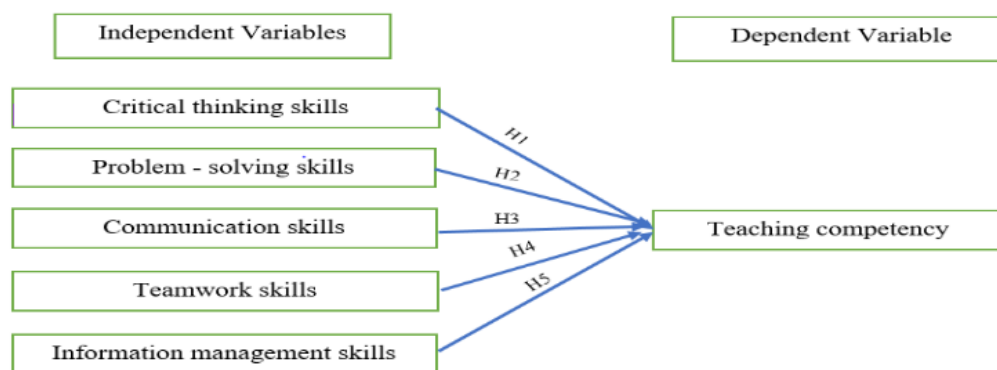 Independent Variables
Dependent Variable
Critical thinking skills
H1
Problem - solving skills
H2
Communication skills
H3
Teaching competency
Teamwork skills
H4
Information management skills
H5